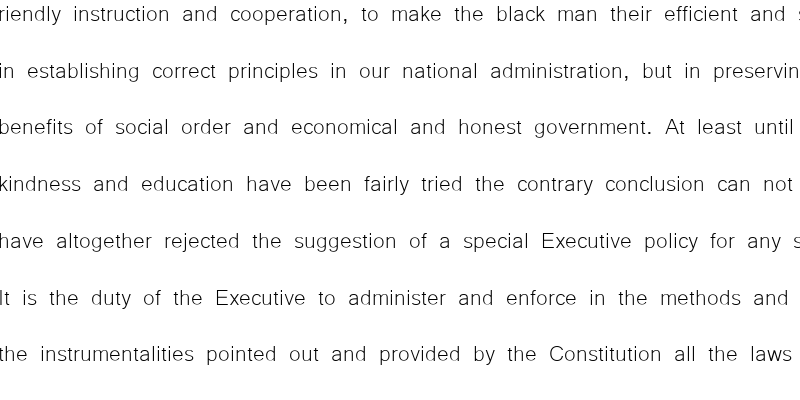 riendly instruction and cooperation, to make the black man their efficient and
in establishing correct principles in our national administration, but in preservin
benefits of social order and economical and honest government. At least until
kindness and education have been fairly tried the contrary conclusion can not
have altogether rejected the suggestion of a special Executive policy for any
It is the duty of the Executive to administer and enforce in the methods and
the instrumentalities pointed out and provided by the Constitution all the laws